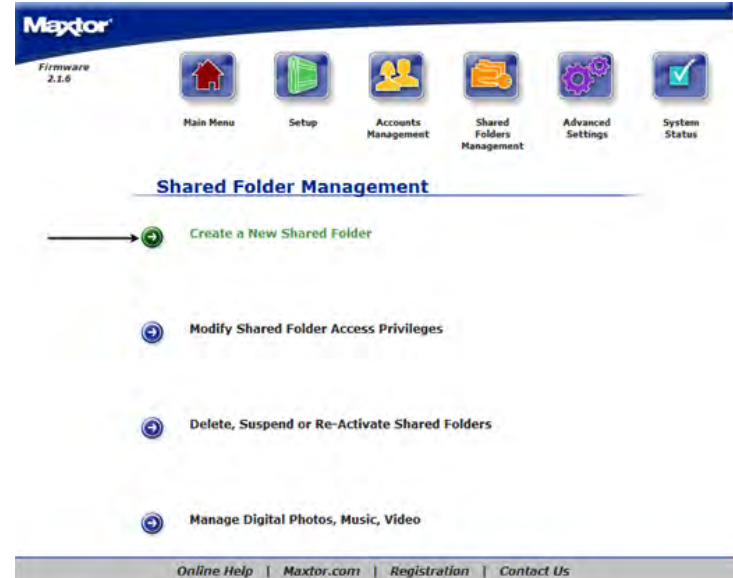 Maxtor
Firmware
2.1.6
Main Menu
Setup
Accounts
Management
Shared
Folders
Management
Advanced
Settings
System
Status
Shared Folder Management
Create a New Shared Folder
Modify Shared Folder Access Privileges
Delete, Suspend or Re-Activate Shared Folders
Manage Digital Photos, Music, Video
Online Help | Maxtor.com | Registration | Contact Us